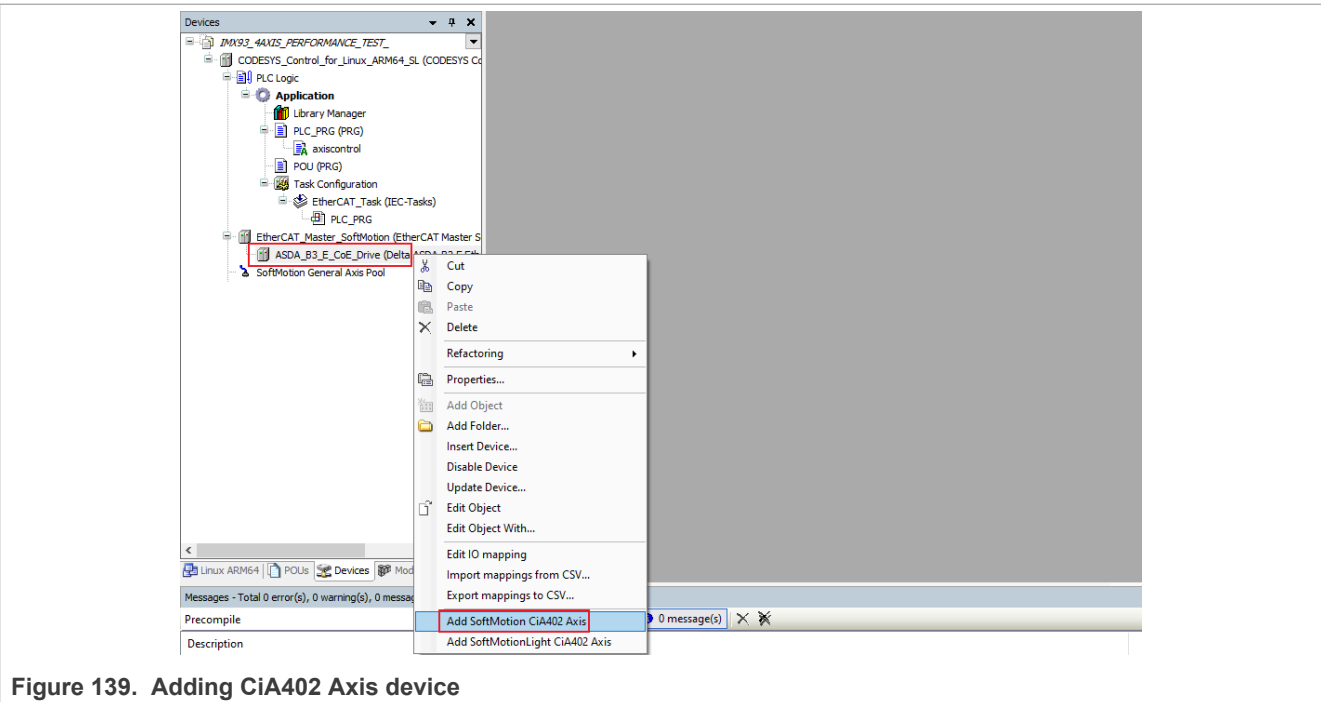 Devices
IMX93_4AXIS_PERFORMANCE_TEST_
CODESYS_Control_for_Linux_ARM64_SL (CODESYS Co
PLC Logic
Application
Library Manager
PLC_PRG (PRG)
axiscontrol
POU (PRG)
Task Configuration
EtherCAT_Task (IEC-Tasks)
PLC_PRG
EtherCAT_Master_SoftMotion (EtherCAT Master S
ASDA_B3_E_CoE_Drive (Delta ASDA B3 E Eth
SoftMotion General Axis Pool
Cut
Copy
Paste
Delete
Refactoring
Properties...
Add Object
Add Folder...
Insert Device...
Disable Device
Update Device...
Edit Object
Edit Object With...
Edit IO mapping
Import mappings from CSV...
Export mappings to CSV...
Add SoftMotion CiA402 Axis
Add SoftMotionLight CiA402 Axis
Linux ARM64 POUs Devices Mod
Messages - Total 0 error(s), 0 warning(s), 0 messag
Precompile 0 message(s)
Description
Figure 139. Adding CiA402 Axis device